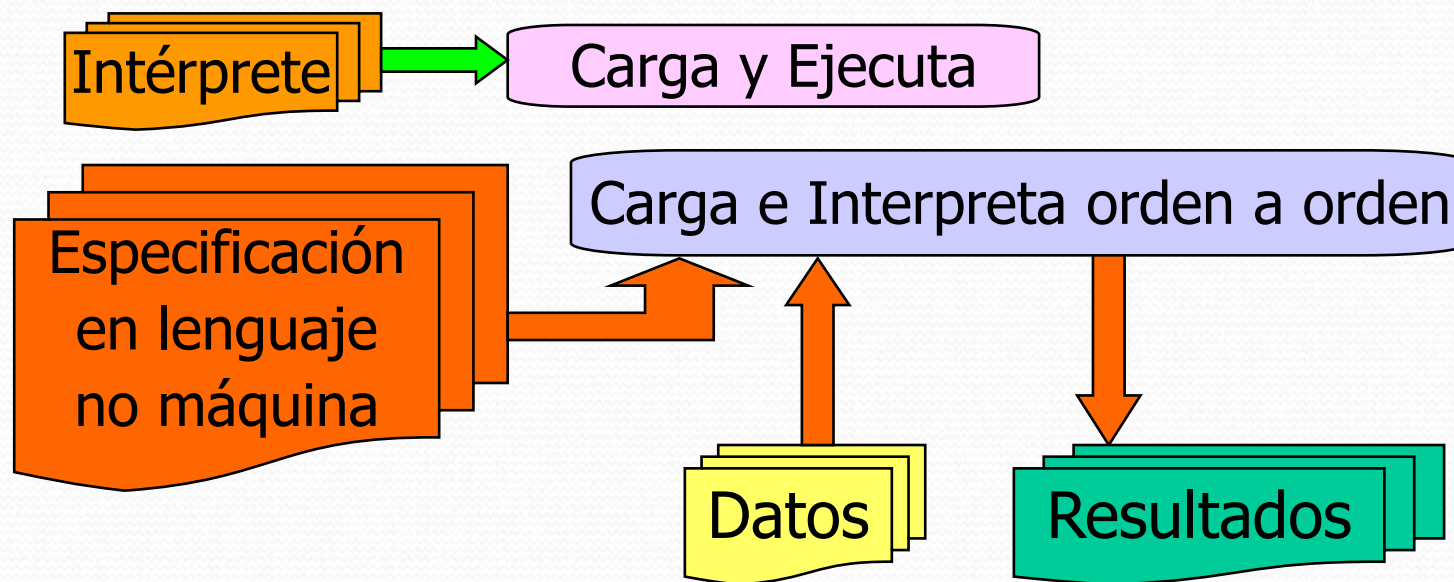 Intérprete
Carga y Ejecuta
Carga e Interpreta orden a orden
Especificación
en lenguaje
no máquina
Datos
Resultados